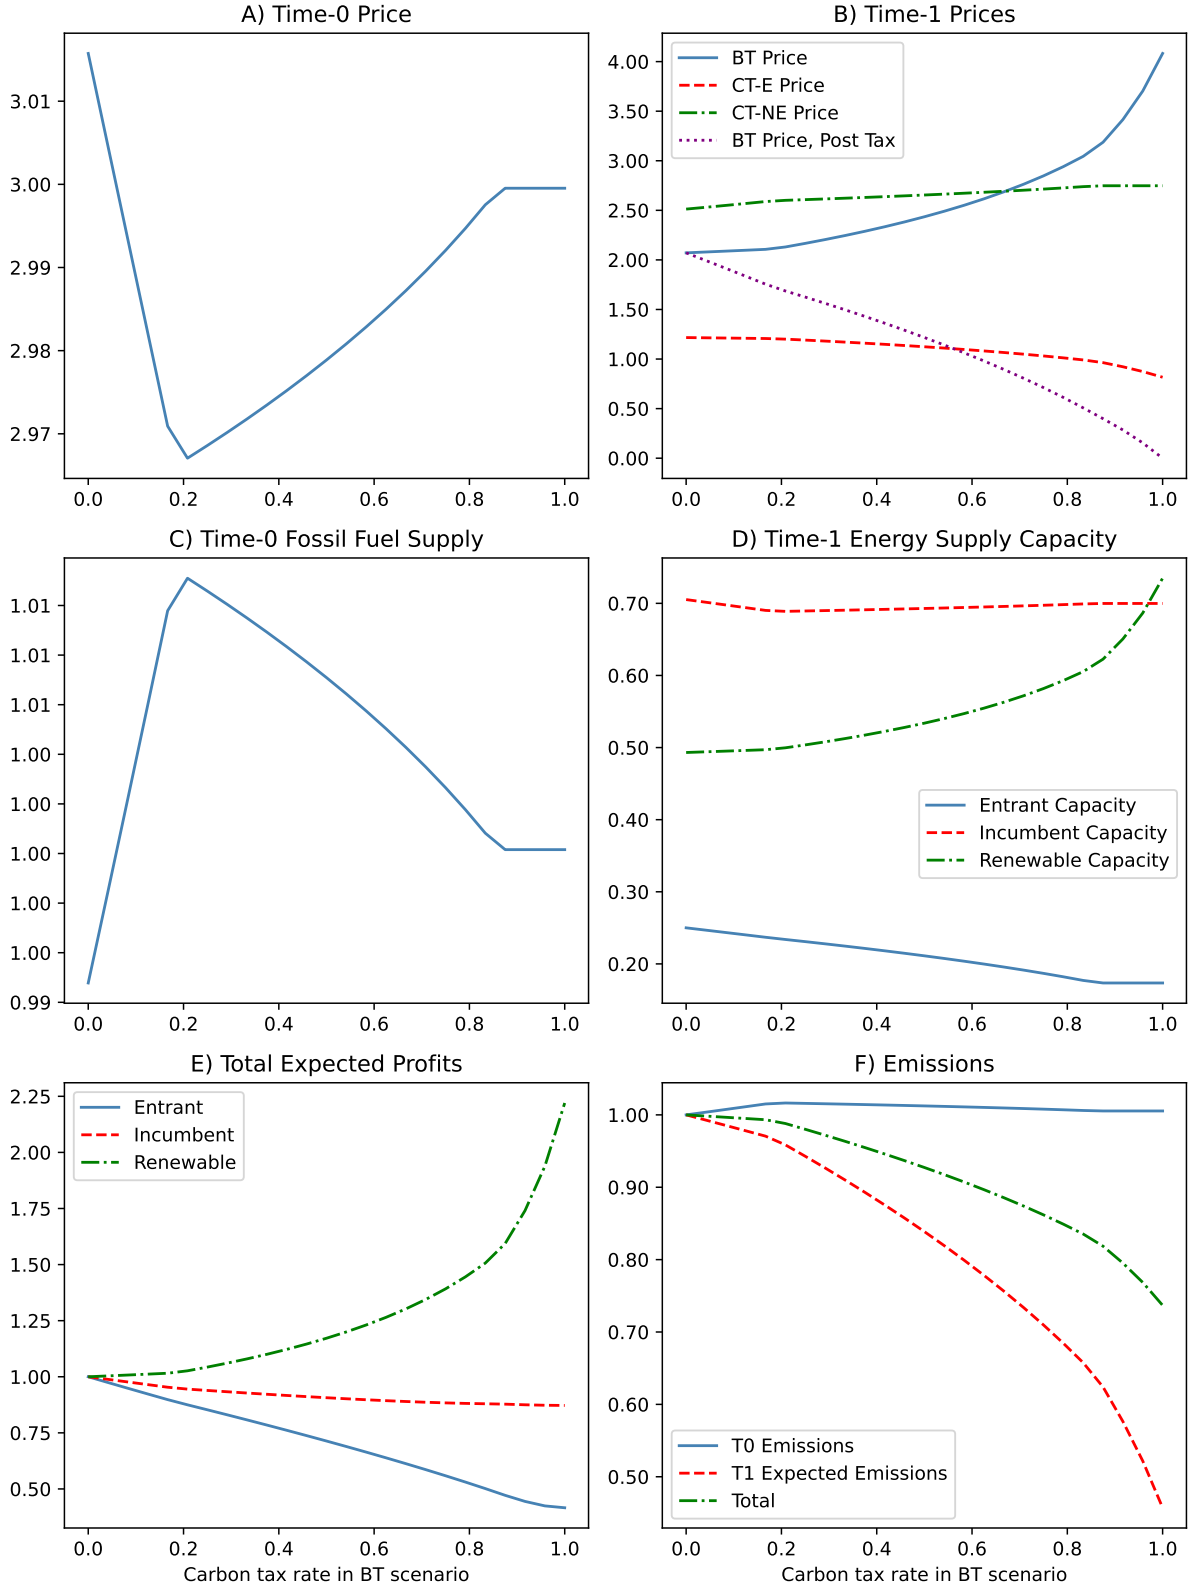 A) Time-0 Price
3.01
3.00
2.99
2.98
2.97
0.0 0.2 0.4 0.6 0.8 1.0
B) Time-1 Prices
BT Price
CT-E Price
CT-NE Price
BT Price, Post Tax
4.00
3.50
3.00
2.50
2.00
1.50
1.00
0.50
0.00
0.0 0.2 0.4 0.6 0.8 1.0
C) Time-0 Fossil Fuel Supply
1.01
1.01
1.01
1.00
1.00
1.00
1.00
1.00
0.99
0.0 0.2 0.4 0.6 0.8 1.0
D) Time-1 Energy Supply Capacity
0.70
0.60
0.50
0.40
0.30
0.20
Entrant Capacity
Incumbent Capacity
Renewable Capacity
0.0 0.2 0.4 0.6 0.8 1.0
E) Total Expected Profits
Entrant
Incumbent
Renewable
2.25
2.00
1.75
1.50
1.25
1.00
0.75
0.50
0.0 0.2 0.4 0.6 0.8 1.0
Carbon tax rate in BT scenario
F) Emissions
1.00
0.90
0.80
0.70
0.60
0.50
T0 Emissions
T1 Expected Emissions
Total
0.0 0.2 0.4 0.6 0.8 1.0
Carbon tax rate in BT scenario